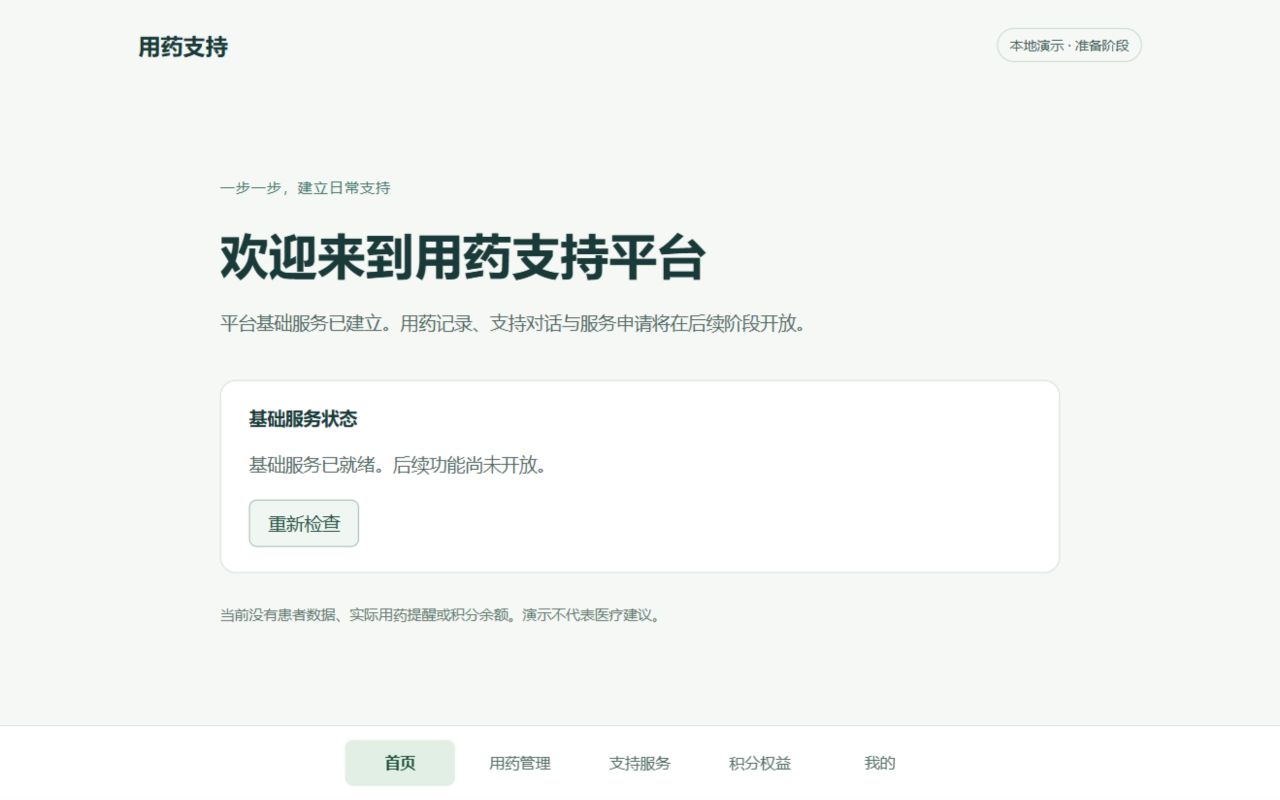 用药支持
本地演示 · 准备阶段
一步一步，建立日常支持
欢迎来到用药支持平台
平台基础服务已建立。用药记录、支持对话与服务申请将在后续阶段开放。
基础服务状态
基础服务已就绪。后续功能尚未开放。
重新检查
当前没有患者数据、实际用药提醒或积分余额。演示不代表医疗建议。
首页
用药管理
支持服务
积分权益
我的